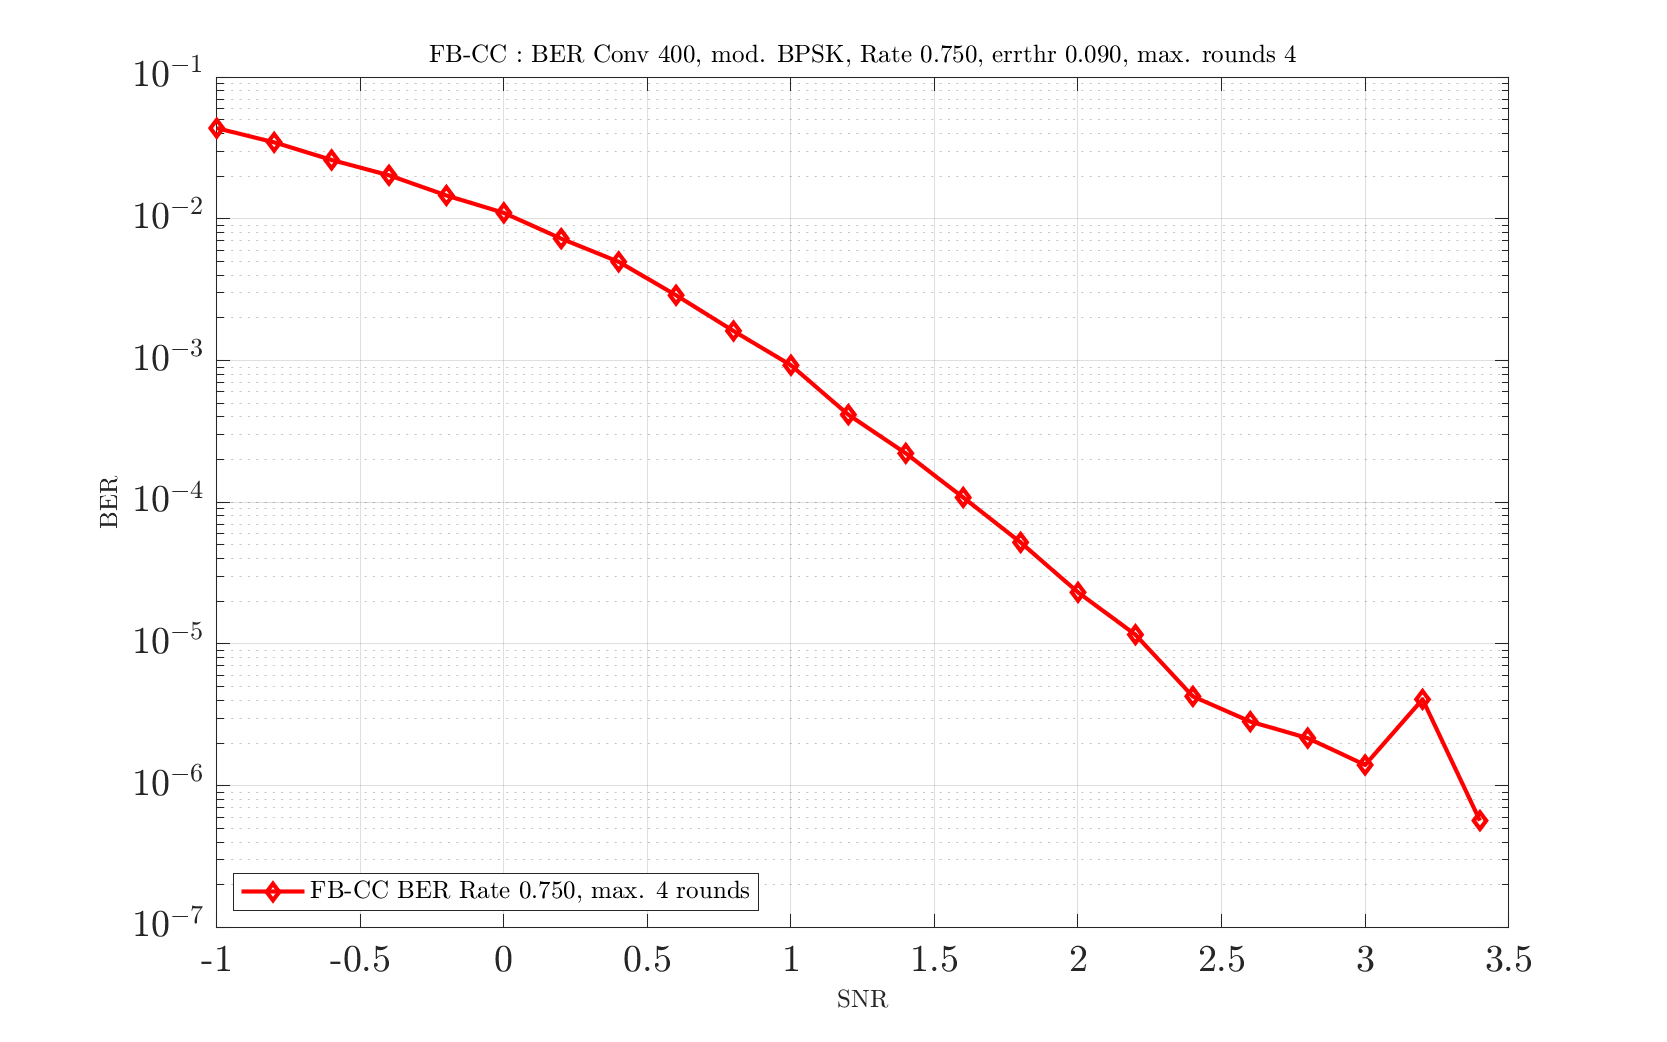 FB-CC : BER Conv 400, mod. BPSK, Rate 0.750, errthr 0.090, max. rounds 4
10^{-1}
10^{-2}
10^{-3}
10^{-4}
10^{-5}
10^{-6}
10^{-7}
BER
FB-CC BER Rate 0.750, max. 4 rounds
-1 -0.5 0 0.5 1 1.5 2 2.5 3 3.5
SNR